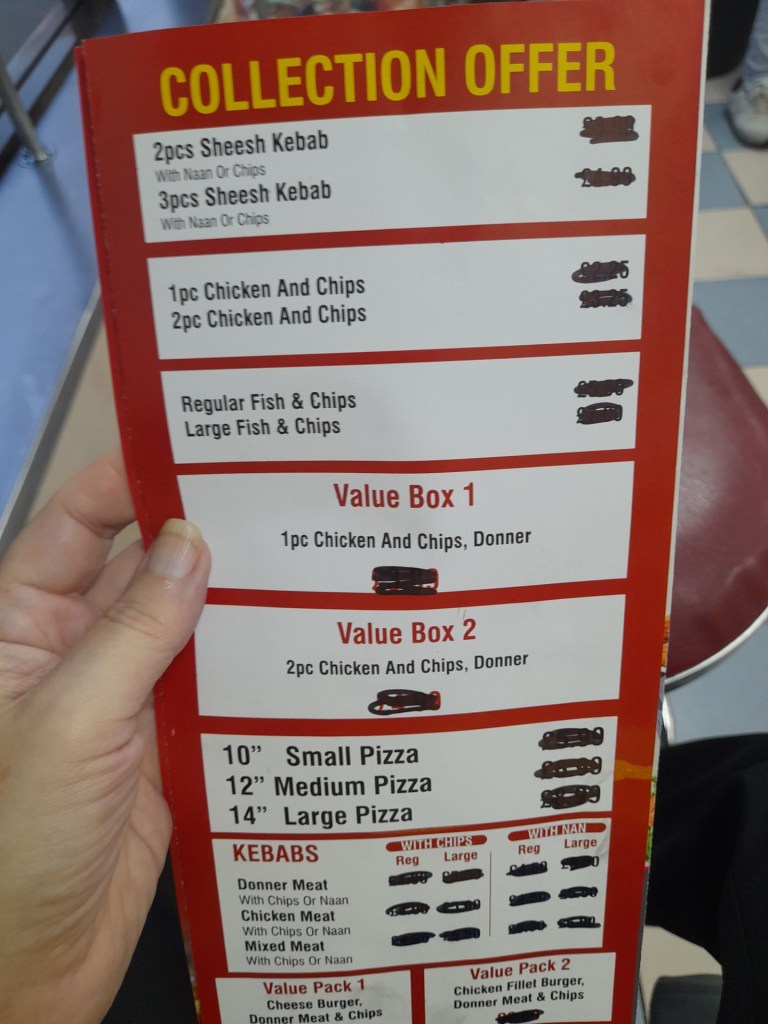 COLLECTION OFFER
2pcs Sheesh Kebab
With Naan Or Chips
3pcs Sheesh Kebab
With Naan Or Chips
1pc Chicken And Chips
2pc Chicken And Chips
Regular Fish & Chips
Large Fish & Chips
Value Box 1
1pc Chicken And Chips, Donner
Value Box 2
2pc Chicken And Chips, Donner
10” Small Pizza
12” Medium Pizza
14” Large Pizza
KEBABS
WITH CHIPS
WITH NAN
Reg Large
Reg Large
Donner Meat
With Chips Or Naan
Chicken Meat
With Chips Or Naan
Mixed Meat
With Chips Or Naan
Value Pack 1
Cheese Burger,
Donner Meat & Chips
Value Pack 2
Chicken Fillet Burger,
Donner Meat & Chips